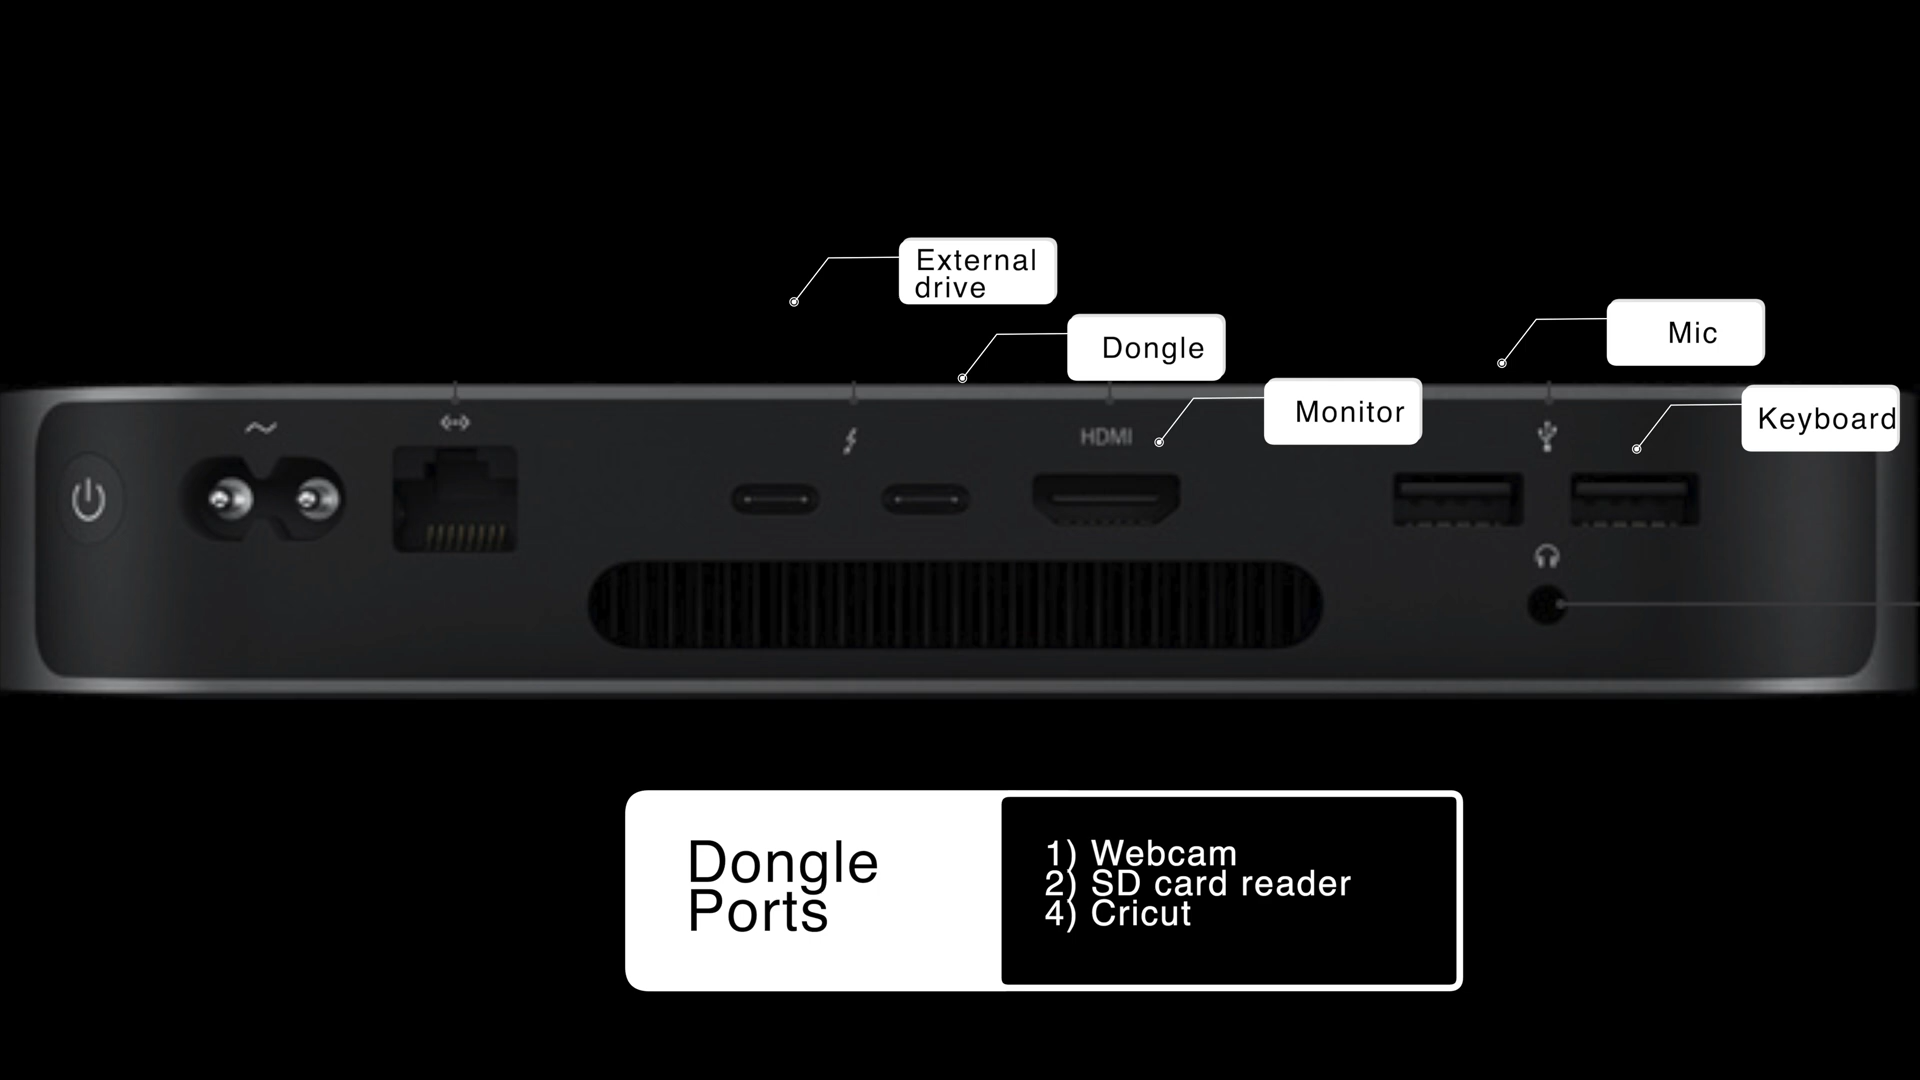 External
drive
Dongle
Mic
Monitor
Keyboard
HDMI
Dongle
Ports
1) Webcam
2) SD card reader
4) Cricut